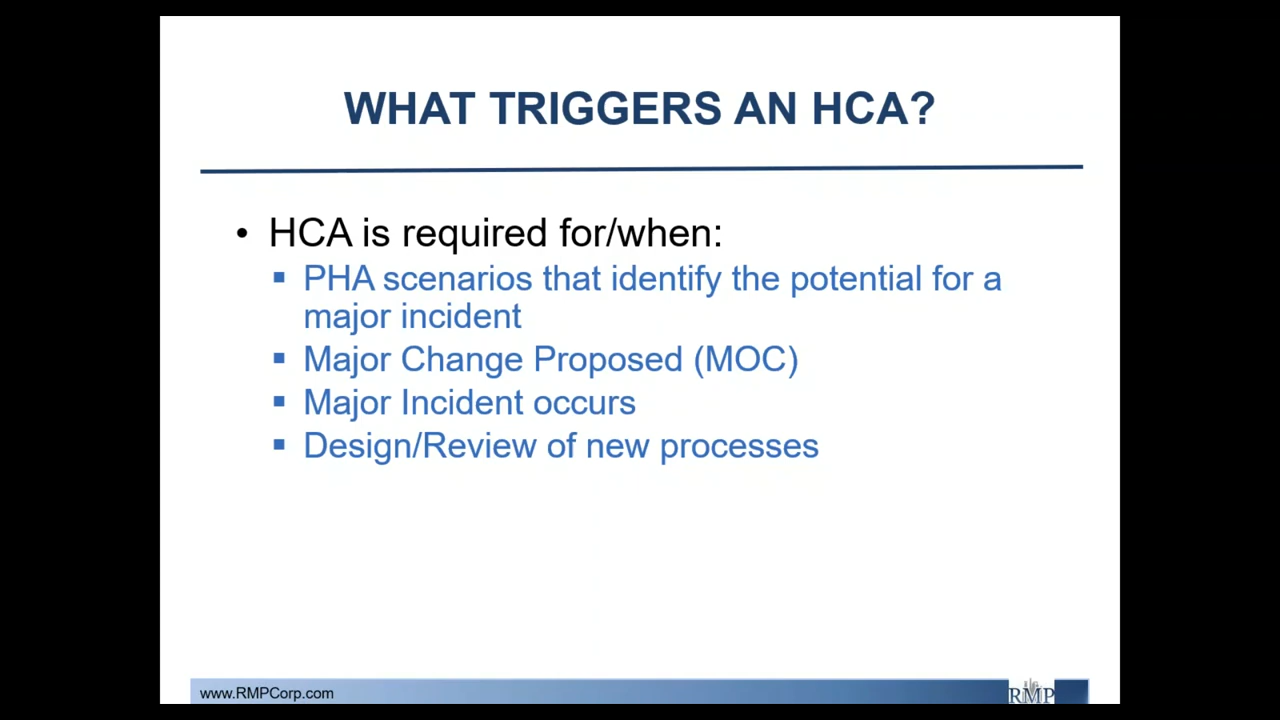 WHAT TRIGGERS AN HCA?
• HCA is required for/when:
▪ PHA scenarios that identify the potential for a
major incident
▪ Major Change Proposed (MOC)
▪ Major Incident occurs
▪ Design/Review of new processes
www.RMPCorp.com
RMP